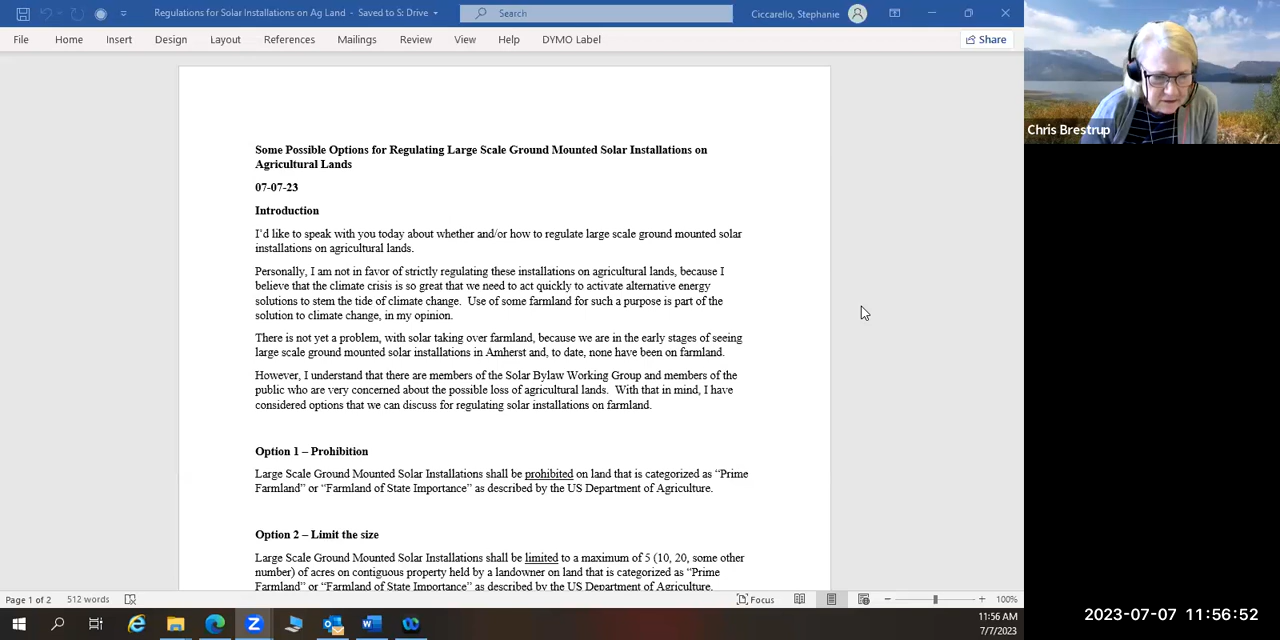 Regulations for Solar Installations on Ag Land - Saved to S: Drive
Search
Ciccarello, Stephanie
File Home Insert Design Layout References Mailings Review View Help DYMO Label
Share
Some Possible Options for Regulating Large Scale Ground Mounted Solar Installations on
Agricultural Lands
07-07-23
Introduction
I'd like to speak with you today about whether and/or how to regulate large scale ground mounted solar
installations on agricultural lands.
Personally, I am not in favor of strictly regulating these installations on agricultural lands, because I
believe that the climate crisis is so great that we need to act quickly to activate alternative energy
solutions to stem the tide of climate change. Use of some farmland for such a purpose is part of the
solution to climate change, in my opinion.
There is not yet a problem, with solar taking over farmland, because we are in the early stages of seeing
large scale ground mounted solar installations in Amherst and, to date, none have been on farmland.
However, I understand that there are members of the Solar Bylaw Working Group and members of the
public who are very concerned about the possible loss of agricultural lands. With that in mind, I have
considered options that we can discuss for regulating solar installations on farmland.
Option 1 – Prohibition
Large Scale Ground Mounted Solar Installations shall be prohibited on land that is categorized as “Prime
Farmland” or “Farmland of State Importance” as described by the US Department of Agriculture.
Option 2 – Limit the size
Large Scale Ground Mounted Solar Installations shall be limited to a maximum of 5 (10, 20, some other
number) of acres on contiguous property held by a landowner on land that is categorized as “Prime
Farmland” or “Farmland of State Importance” as described by the US Department of Agriculture.
Page 1 of 2 512 words
Focus
100%
11:56 AM
7/7/2023
Chris Brestrup
2023-07-07 11:56:52